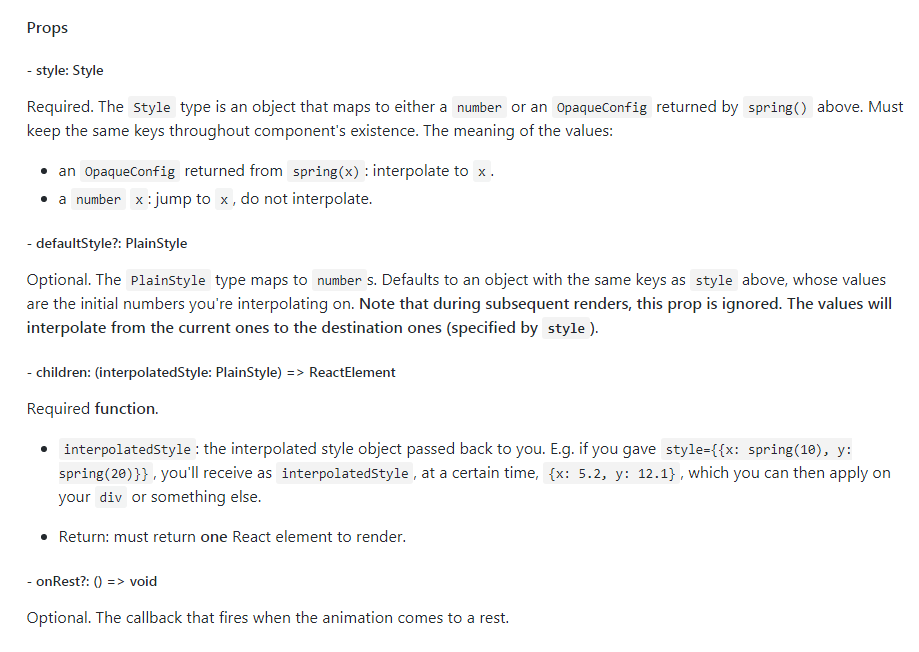 Props
- style: Style
Required. The Style type is an object that maps to either a number or an OpaqueConfig returned by spring() above. Must
keep the same keys throughout component's existence. The meaning of the values:
• an OpaqueConfig returned from spring(x) : interpolate to x .
• a number x : jump to x , do not interpolate.
- defaultStyle?: PlainStyle
Optional. The PlainStyle type maps to number s. Defaults to an object with the same keys as style above, whose values
are the initial numbers you're interpolating on. Note that during subsequent renders, this prop is ignored. The values will
interpolate from the current ones to the destination ones (specified by style ).
- children: (interpolatedStyle: PlainStyle) => ReactElement
Required function.
• interpolatedStyle : the interpolated style object passed back to you. E.g. if you gave style={{x: spring(10), y:
spring(20)}} , you'll receive as interpolatedStyle , at a certain time, {x: 5.2, y: 12.1} , which you can then apply on
your div or something else.
• Return: must return one React element to render.
- onRest?: () => void
Optional. The callback that fires when the animation comes to a rest.